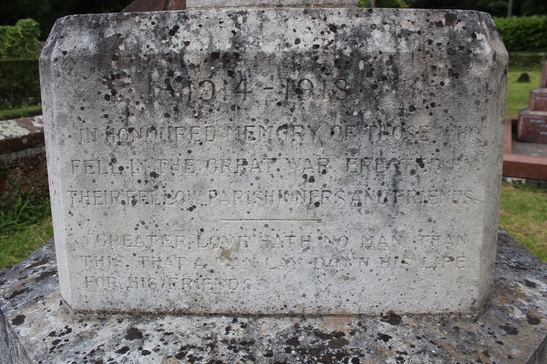 1914-1918
IN HONOURED MEMORY OF THOSE WHO
FELL IN THE GREAT WAR ERECTED BY
THEIR FELLOW PARISHIONERS AND FRIENDS.
"GREATER LOVE HATH NO MAN THAN
THIS, THAT A MAN LAY DOWN HIS LIFE
FOR HIS FRIENDS"